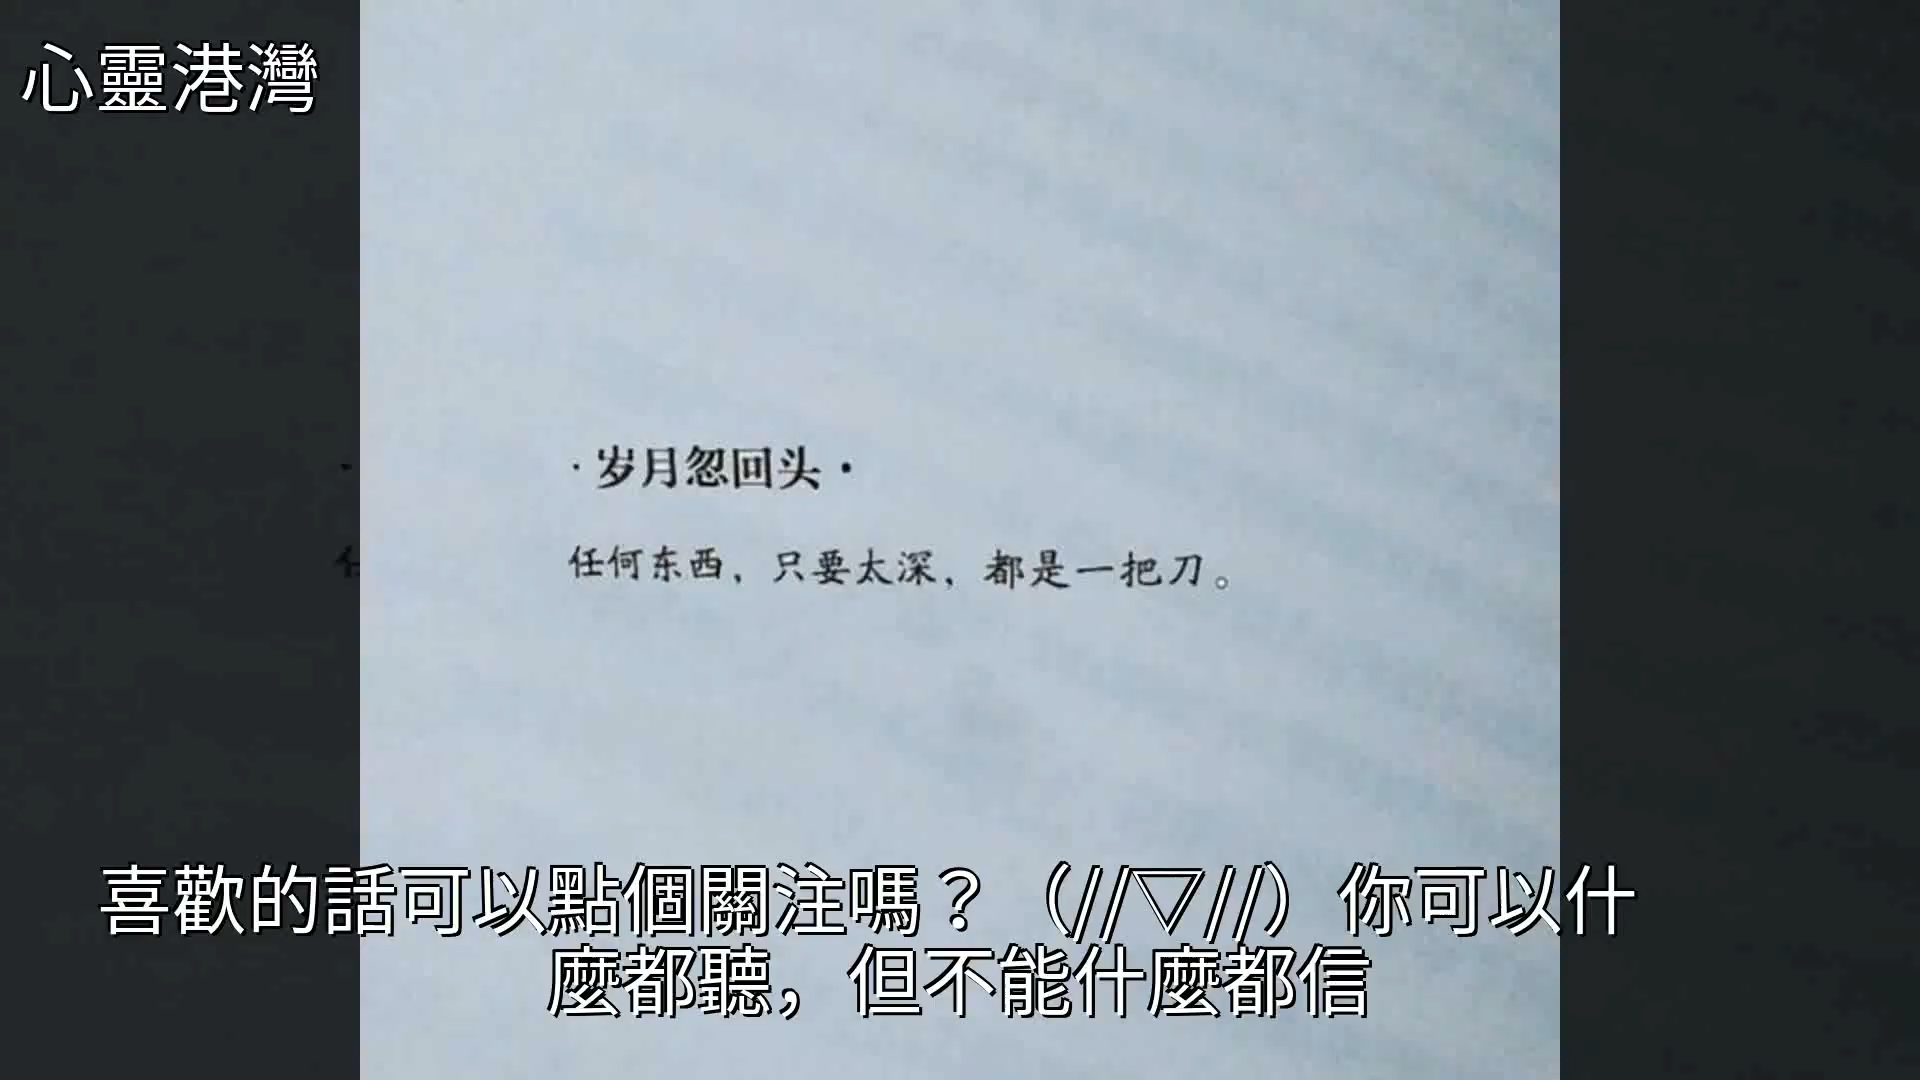 心靈港灣
·岁月忽回头·
任何东西，只要太深，都是一把刀。
喜歡的話可以點個關注嗎？（//▽//）你可以什
麼都聽，但不能什麼都信